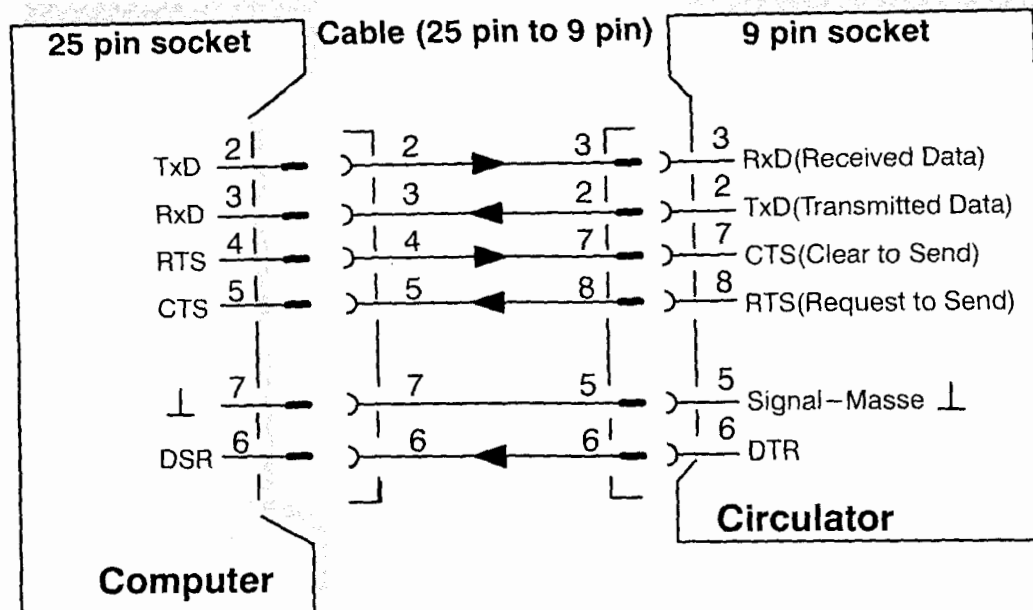 25 pin socket Cable (25 pin to 9 pin) 9 pin socket
TxD 2 2 3 3 RxD(Received Data)
RxD 3 3 2 2 TxD(Transmitted Data)
RTS 4 4 7 7 CTS(Clear to Send)
CTS 5 5 8 8 RTS(Request to Send)
⊥ 7 7 5 5 Signal-Masse ⊥
DSR 6 6 6 6 DTR
Circulator
Computer